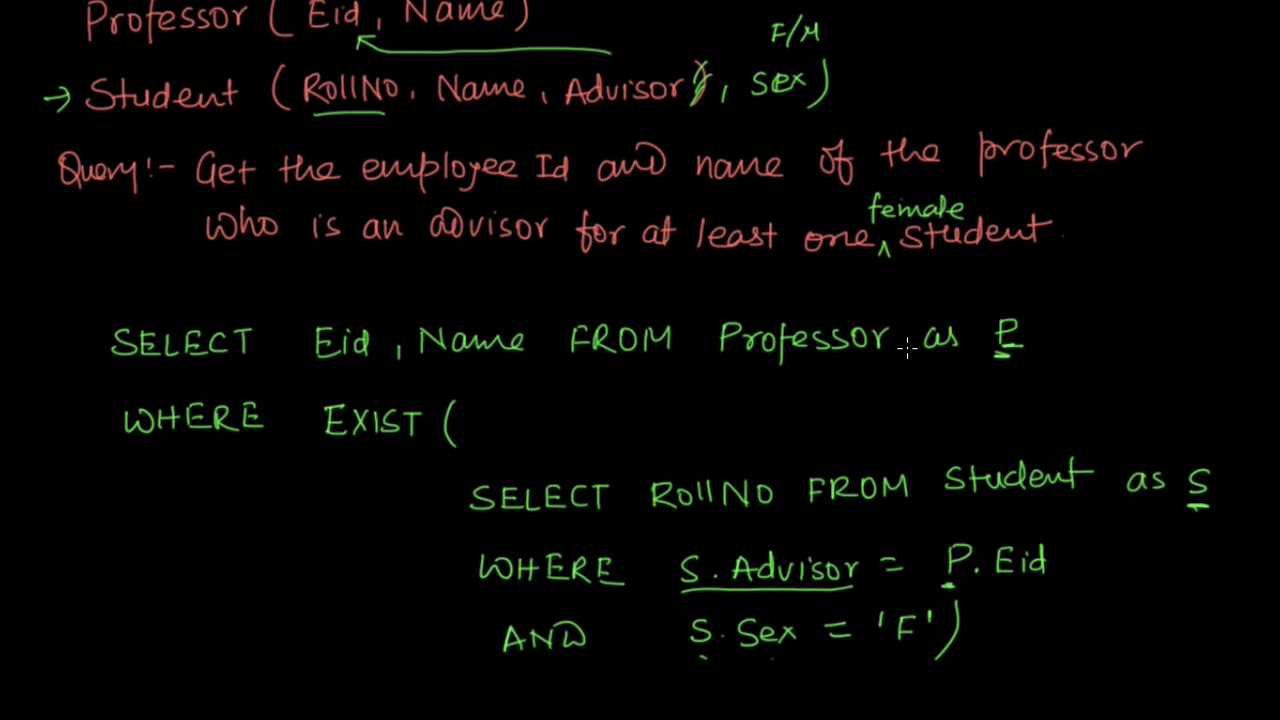 Professor ( Eid, Name)
F/M
→ Student ( RollNo, Name, Advisor), Sex)
Query:- Get the employee Id and name of the professor
female
who is an advisor for at least one ^ student
SELECT Eid, Name FROM Professor as P
WHERE EXIST (
SELECT RollNo FROM Student as S
WHERE S.Advisor = P.Eid
AND S.Sex = 'F')